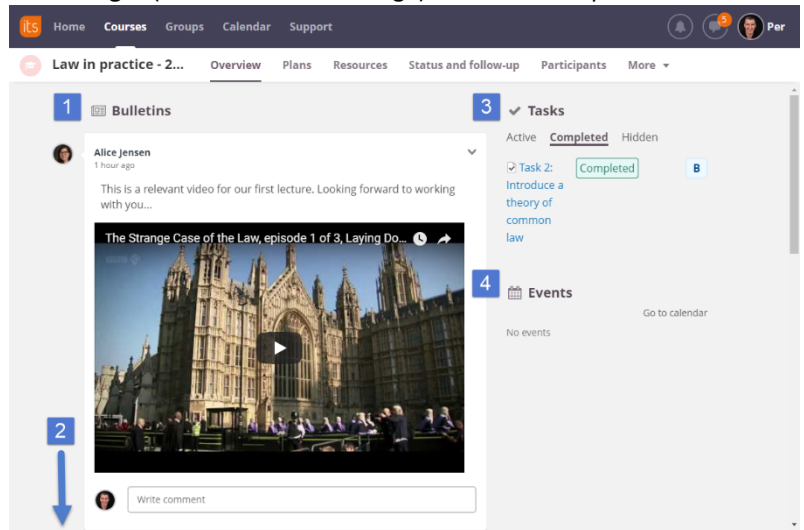 its Home Courses Groups Calendar Support 5 Per
Law in practice - 2... Overview Plans Resources Status and follow-up Participants More
1 Bulletins
Alice Jensen
1 hour ago
This is a relevant video for our first lecture. Looking forward to working
with you...
The Strange Case of the Law, episode 1 of 3, Laying Do...
2
Write comment
3 Tasks
Active Completed Hidden
Task 2: Completed B
Introduce a
theory of
common
law
4 Events
Go to calendar
No events